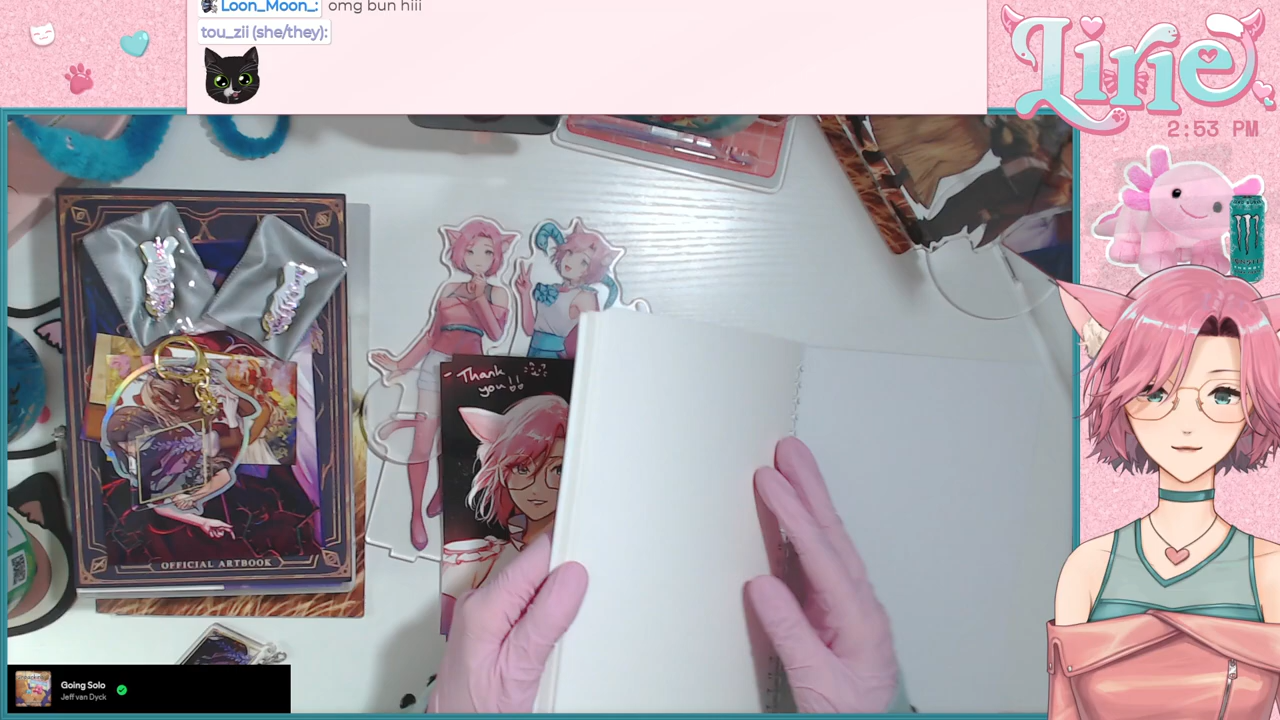 Loon_Moon_: omg bun hiii
tou_zii (she/they):
Lirie
2:53 PM
Thank
you!!
OFFICIAL ARTBOOK
Going Solo
Jeff van Dyck